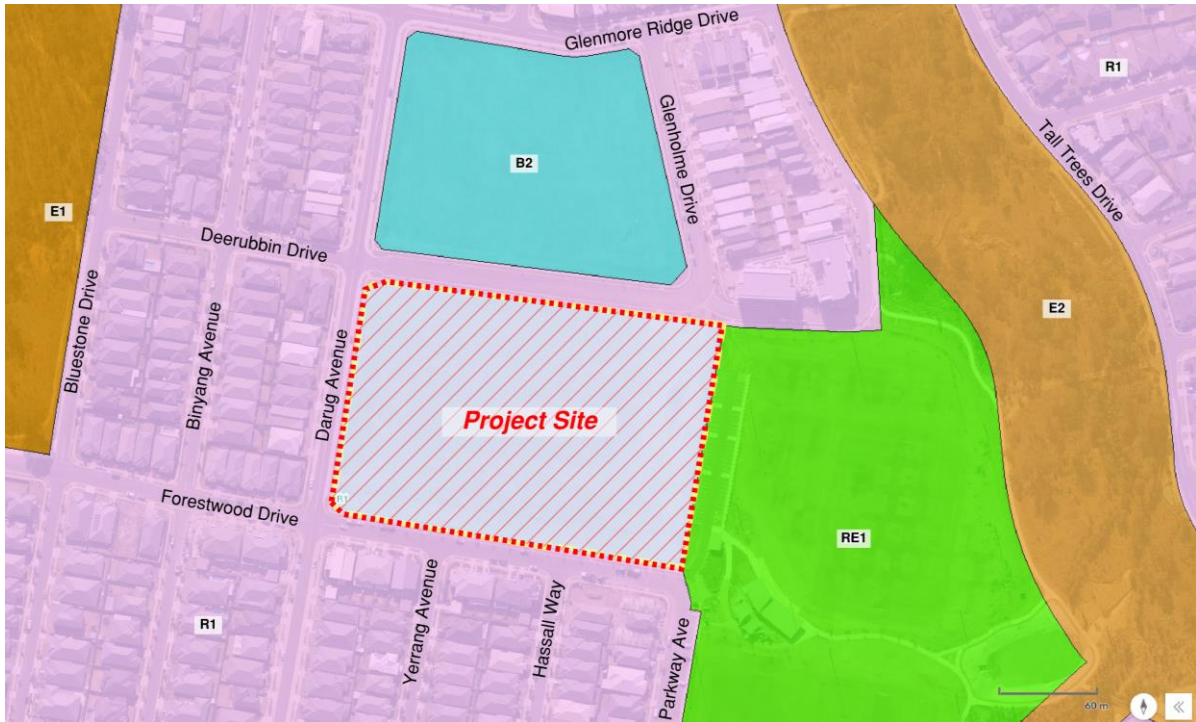 Glenmore Ridge Drive
R1
B2
Glenholme Drive
Tall Trees Drive
E1
Deerubbin Drive
E2
Bluestone Drive
Binyang Avenue
Darug Avenue
Project Site
R1
Forestwood Drive
RE1
R1
Yerrang Avenue
Hassall Way
Parkway Ave
60 m